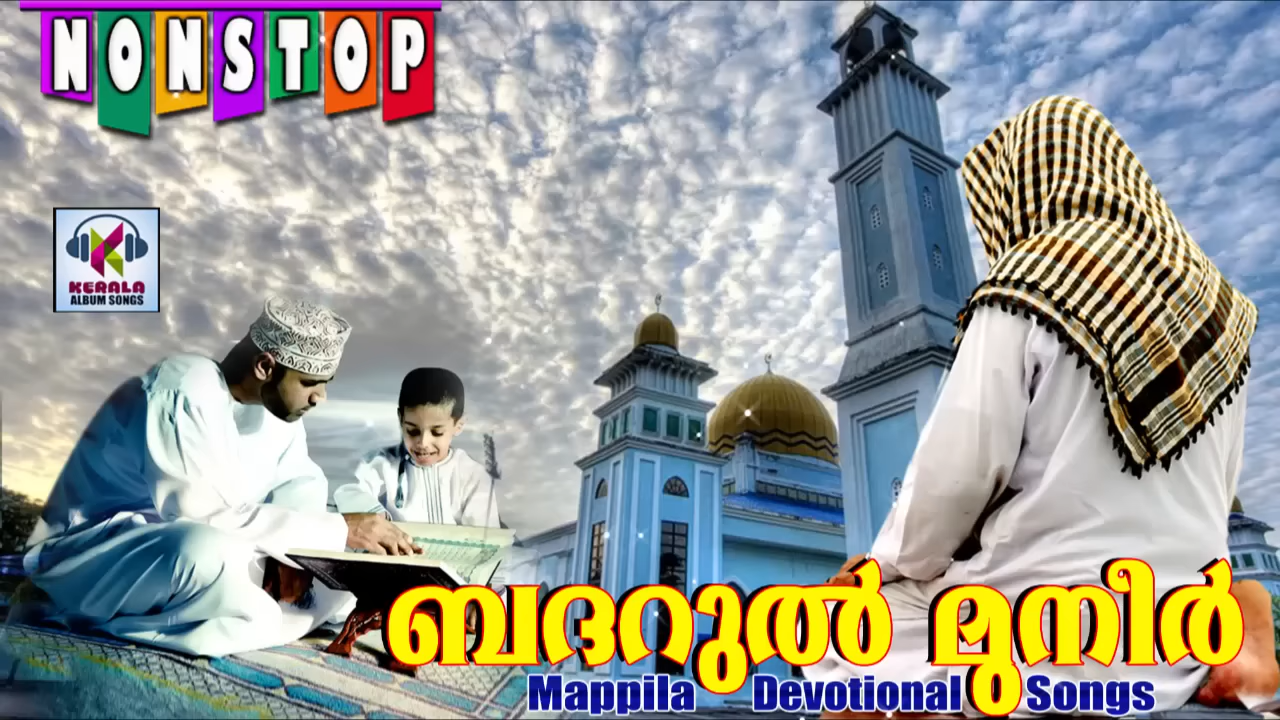 NONSTOP
KERALA
ALBUM SONGS
ബദറുൽ മുനീർ
Mappila Devotional Songs